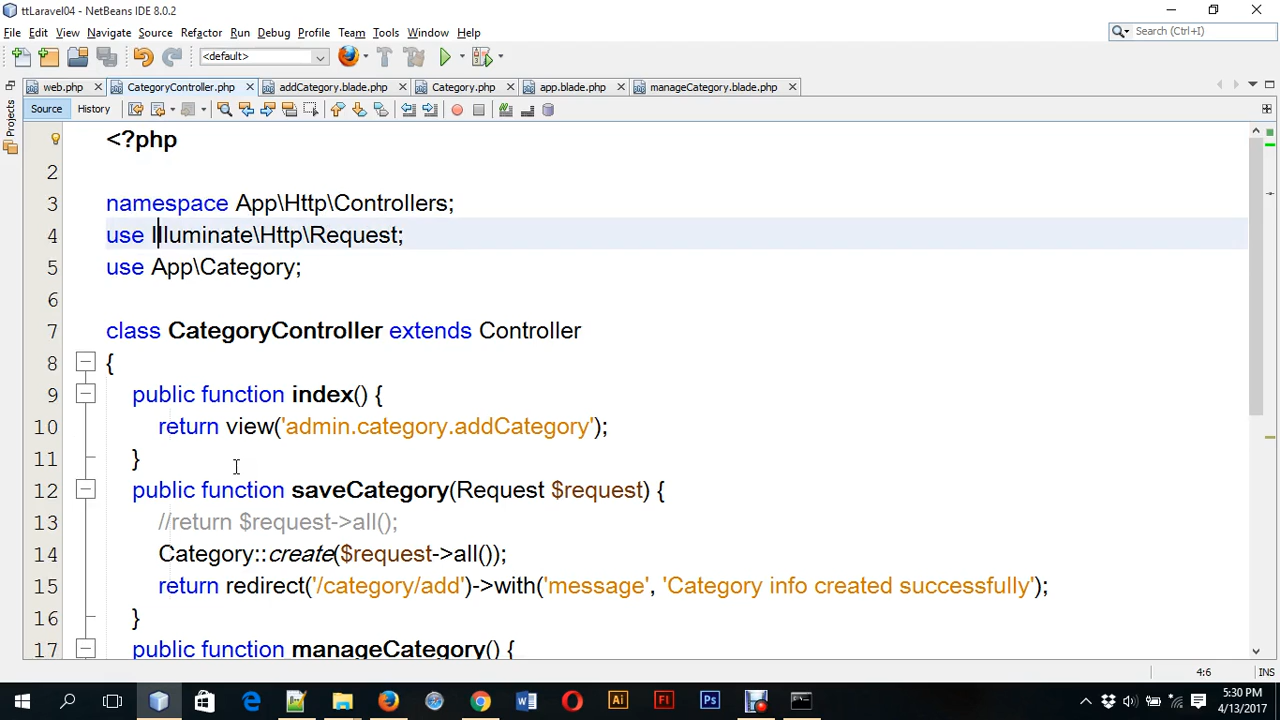 ttLaravel04 - NetBeans IDE 8.0.2
File Edit View Navigate Source Refactor Run Debug Profile Team Tools Window Help
Search (Ctrl+I)
<default>
web.php CategoryController.php addCategory.blade.php Category.php app.blade.php manageCategory.blade.php
Source History
Projects
<?php
2
3 namespace App\Http\Controllers;
4 use Illuminate\Http\Request;
5 use App\Category;
6
7 class CategoryController extends Controller
8 {
9 public function index() {
10 return view('admin.category.addCategory');
11 }
12 public function saveCategory(Request $request) {
13 //return $request->all();
14 Category::create($request->all());
15 return redirect('/category/add')->with('message', 'Category info created successfully');
16 }
17 public function manageCategory() {
4:6 INS
Ai Fl Ps
5:30 PM
4/13/2017